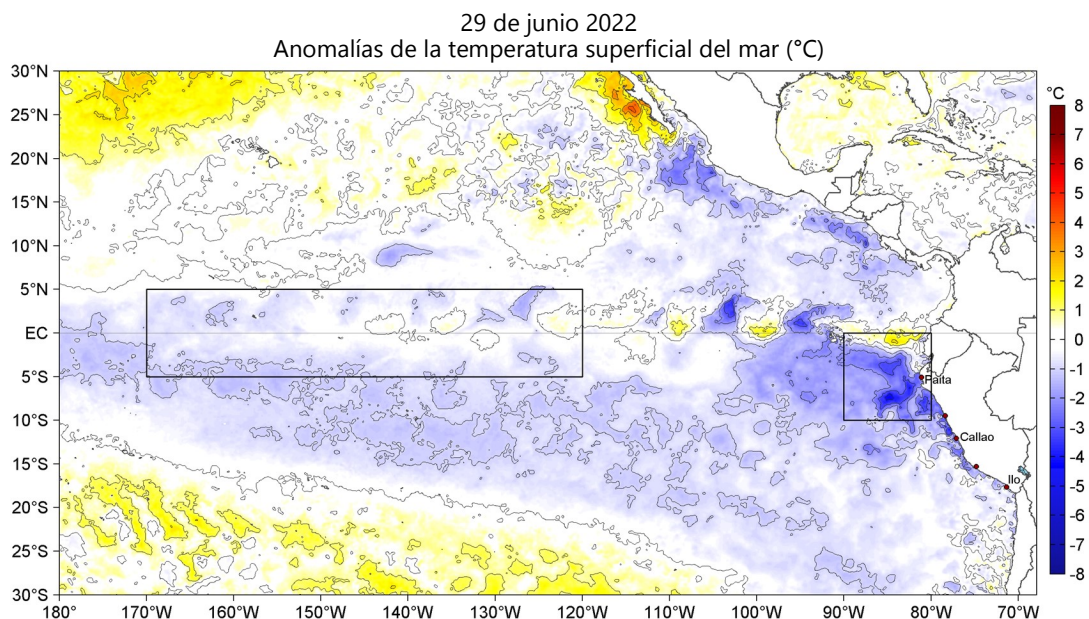 29 de junio 2022
Anomalías de la temperatura superficial del mar (°C)
30°N
25°N
20°N
15°N
10°N
5°N
EC
5°S
10°S
15°S
20°S
25°S
30°S
180
170°W
160°W
150°W
140°W
130°W
120°W
110°W
100°W
90°W
80°W
70°W
Paita
Callao
Ilo
°C
8
7
6
5
4
3
2
1
0
-1
-2
-3
-4
-5
-6
-7
-8